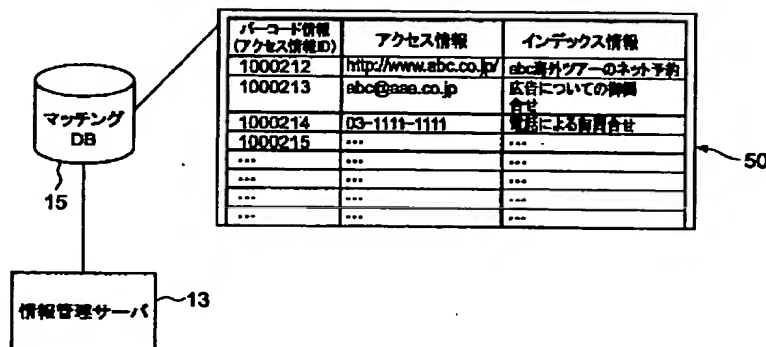 バーコード情報
(アクセス情報ID)
アクセス情報
インデックス情報
1000212
http://www.abc.co.jp/
abc海外ツアーのネット予約
1000213
abc@aaa.co.jp
広告についての御問
合せ
1000214
03-1111-1111
電話による御問合せ
1000215
...
...
...
...
...
...
...
...
...
...
...
...
...
...
マッチング
DB
15
50
情報管理サーバ
13